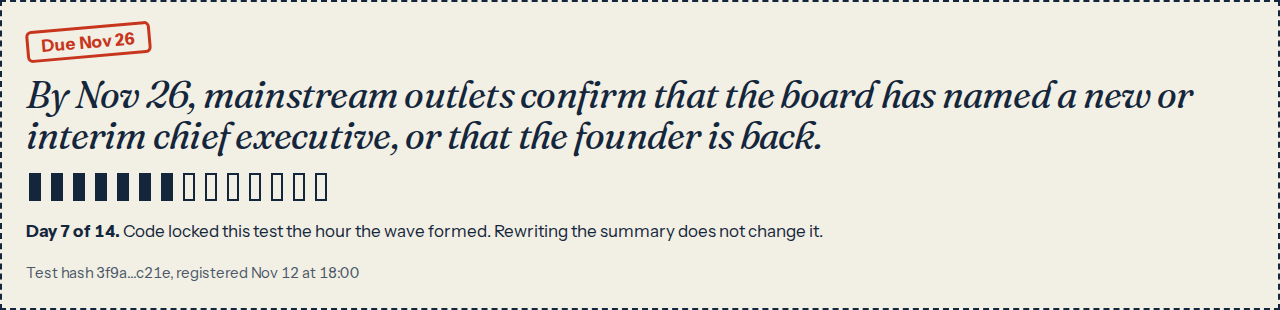 Due Nov 26
By Nov 26, mainstream outlets confirm that the board has named a new or
interim chief executive, or that the founder is back.
Day 7 of 14. Code locked this test the hour the wave formed. Rewriting the summary does not change it.
Test hash 3f9a…c21e, registered Nov 12 at 18:00